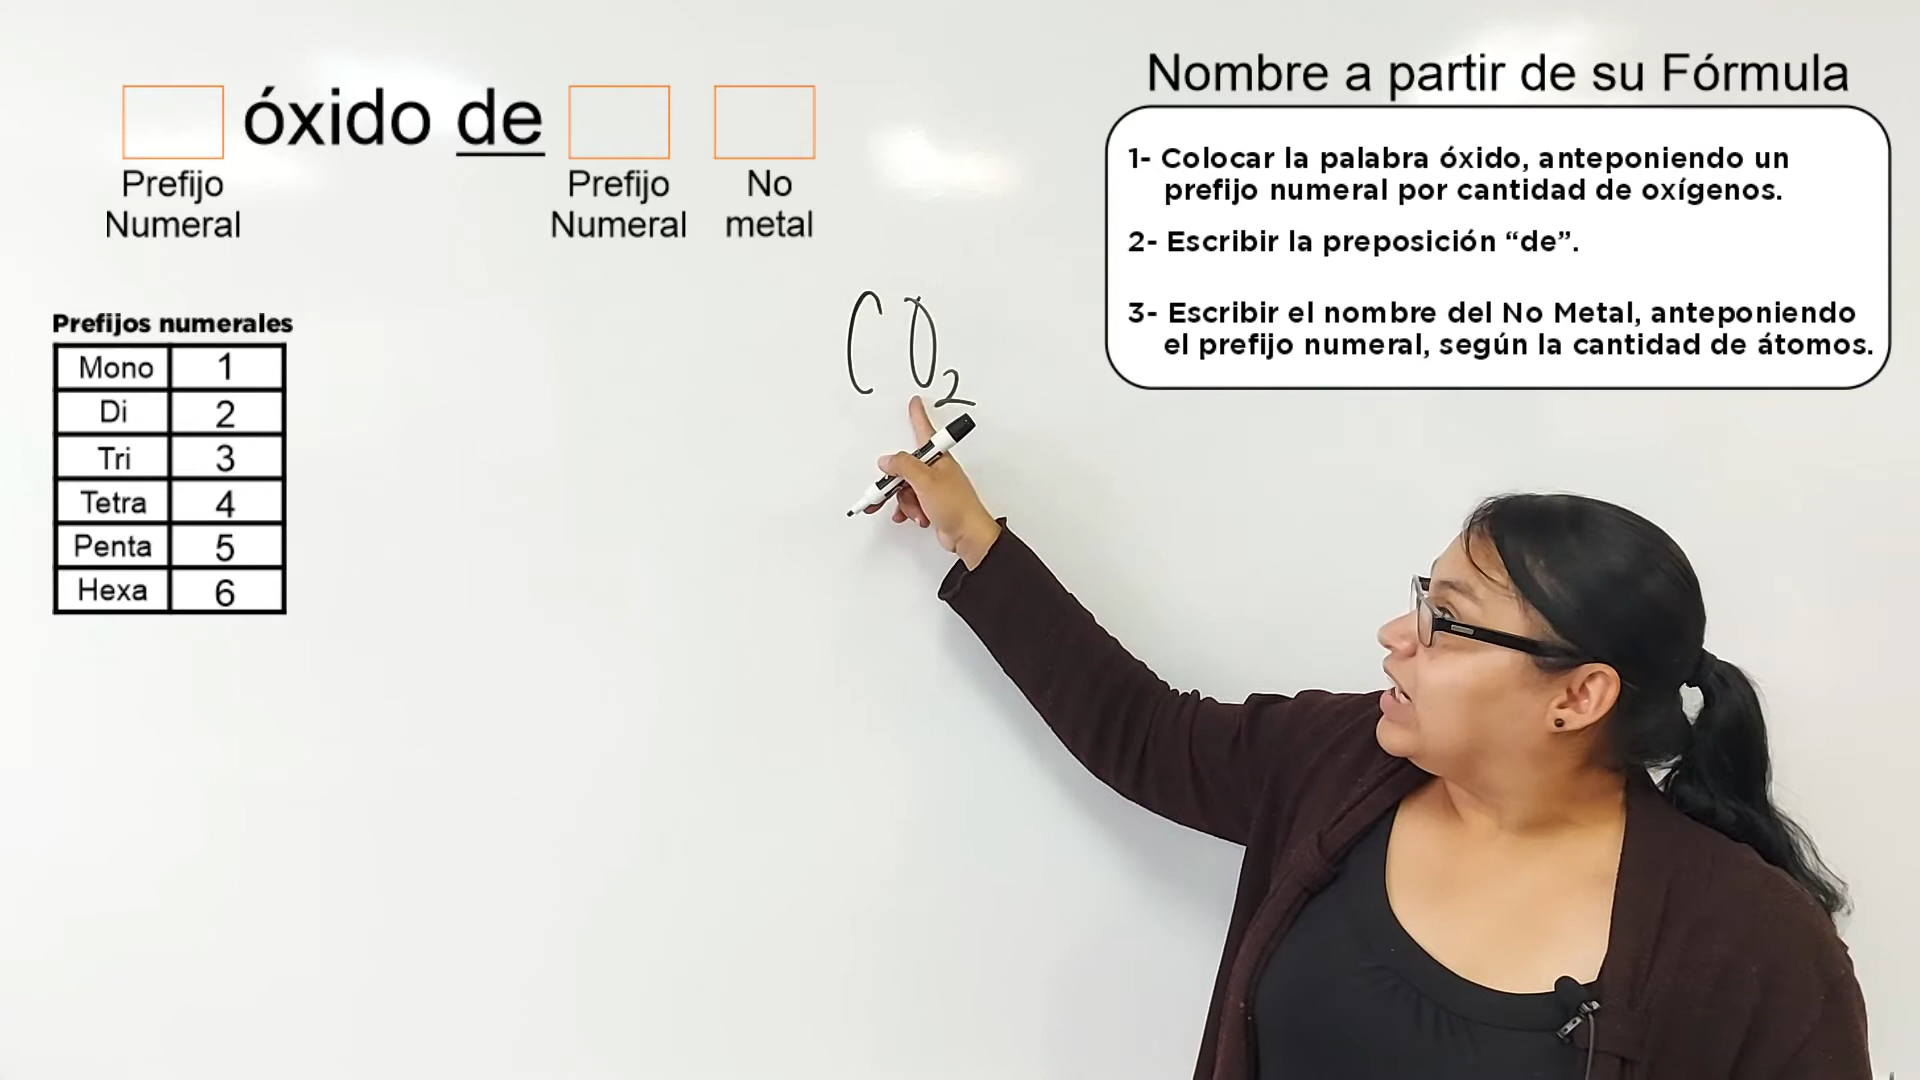 óxido de
Prefijo
Numeral
Prefijo
Numeral
No
metal
Nombre a partir de su Fórmula
1- Colocar la palabra óxido, anteponiendo un
prefijo numeral por cantidad de oxígenos.
2- Escribir la preposición “de”.
3- Escribir el nombre del No Metal, anteponiendo
el prefijo numeral, según la cantidad de átomos.
CO2
Prefijos numerales
Mono 1
Di 2
Tri 3
Tetra 4
Penta 5
Hexa 6